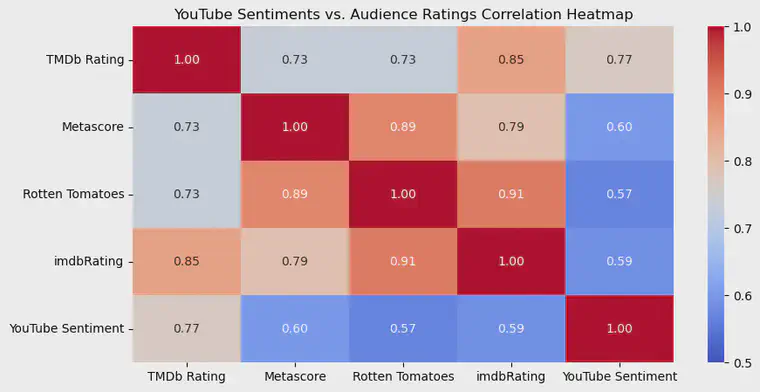 YouTube Sentiments vs. Audience Ratings Correlation Heatmap
TMDb Rating 1.00 0.73 0.73 0.85 0.77
Metascore 0.73 1.00 0.89 0.79 0.60
Rotten Tomatoes 0.73 0.89 1.00 0.91 0.57
imdbRating 0.85 0.79 0.91 1.00 0.59
YouTube Sentiment 0.77 0.60 0.57 0.59 1.00
TMDb Rating Metascore Rotten Tomatoes imdbRating YouTube Sentiment
1.0
0.9
0.8
0.7
0.6
0.5